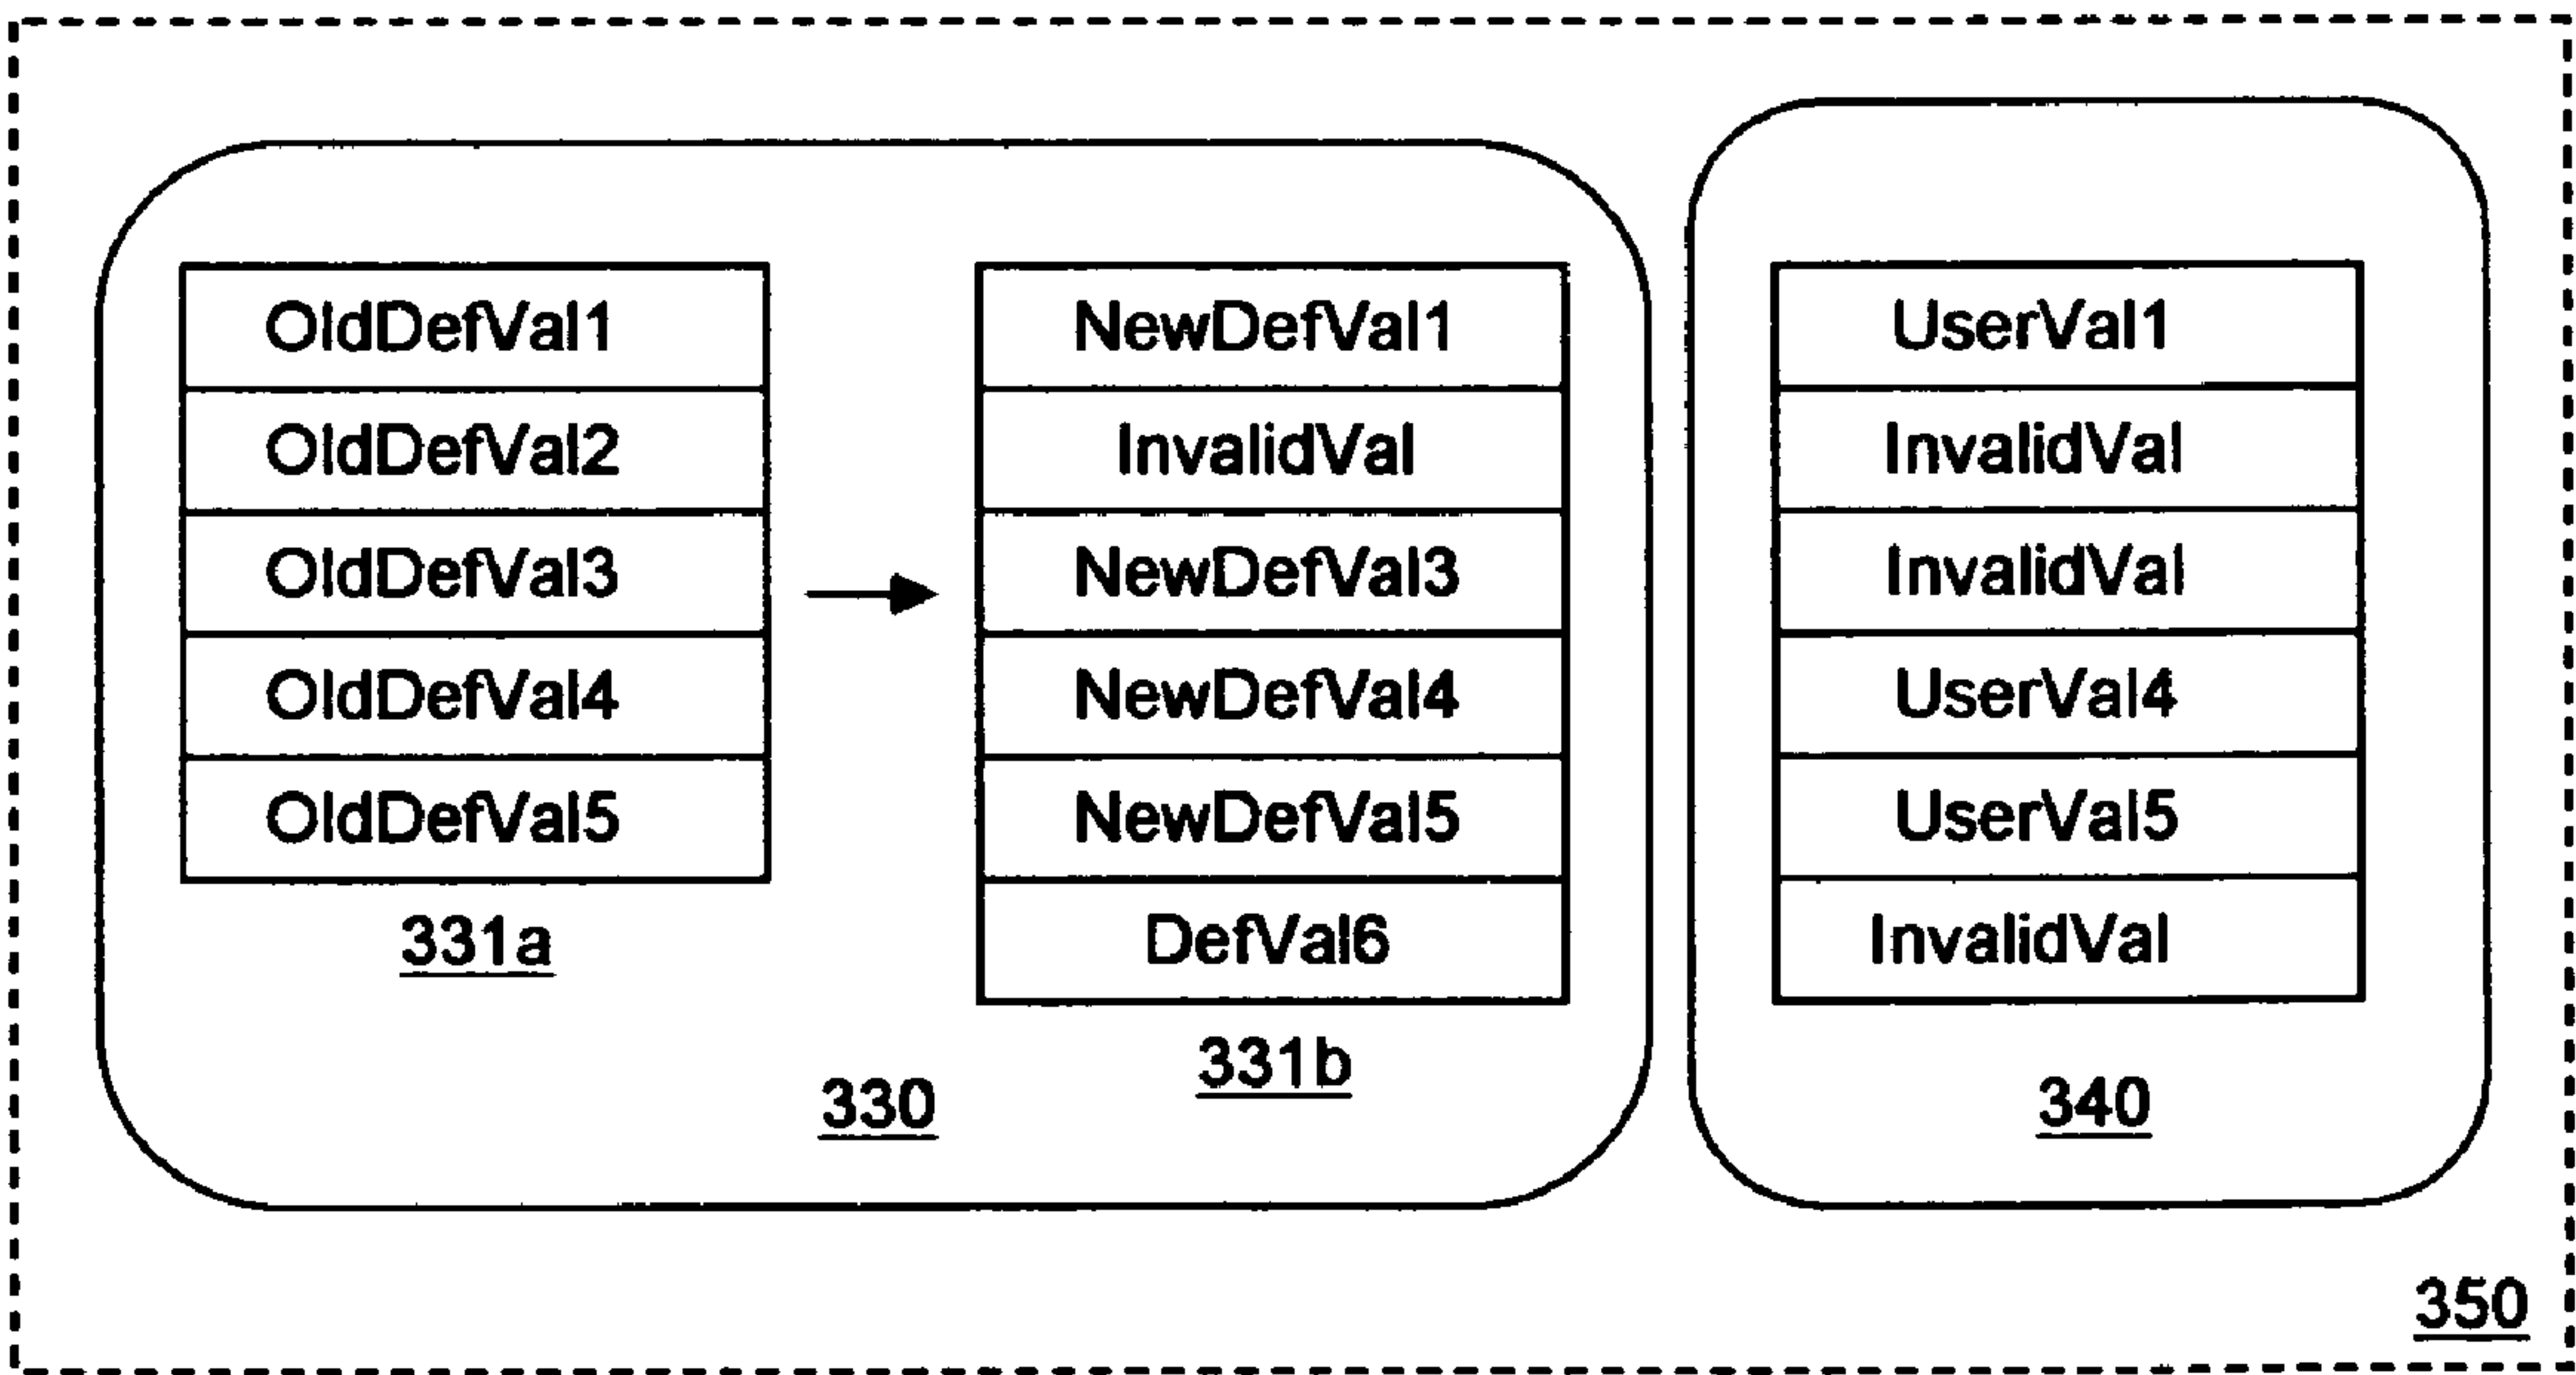 OldDefVal1
OldDefVal2
OldDefVal3
OldDefVal4
OldDefVal5
331a
NewDefVal1
InvalidVal
NewDefVal3
NewDefVal4
NewDefVal5
DefVal6
331b
330
UserVal1
InvalidVal
InvalidVal
UserVal4
UserVal5
InvalidVal
340
350